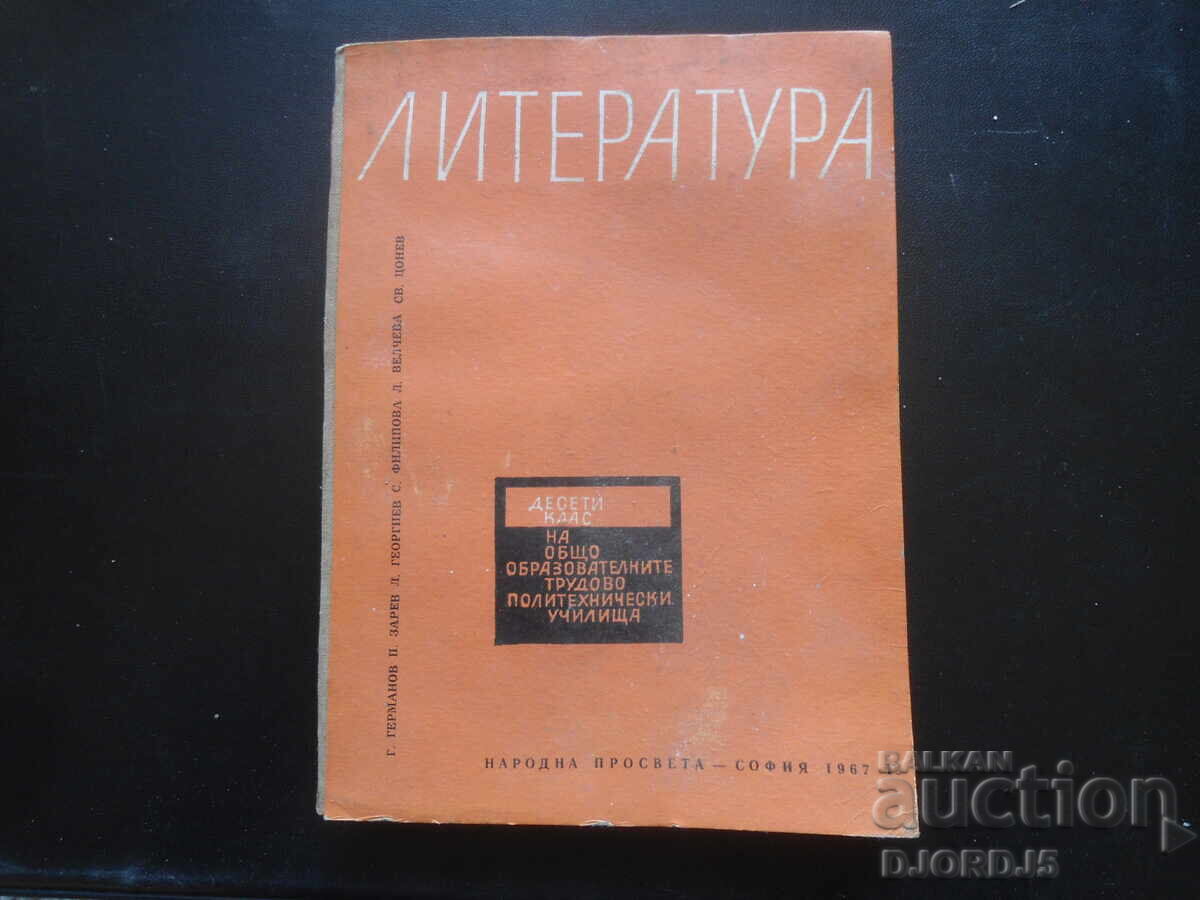 ЛИТЕРАТУРА
Г. ГЕРМАНОВ П. ЗАРЕВ Л. ГЕОРГИЕВ С. ФИЛИПОВА Л. ВЕЛЧЕВА СВ. ЦОНЕВ
ДЕСЕТИ
КЛАС
НА
ОБЩО
ОБРАЗОВАТЕЛНИТЕ
ТРУДОВО
ПОЛИТЕХНИЧЕСКИ
УЧИЛИЩА
НАРОДНА ПРОСВЕТА — СОФИЯ 1967
BALKAN
auction
DJORDJ5